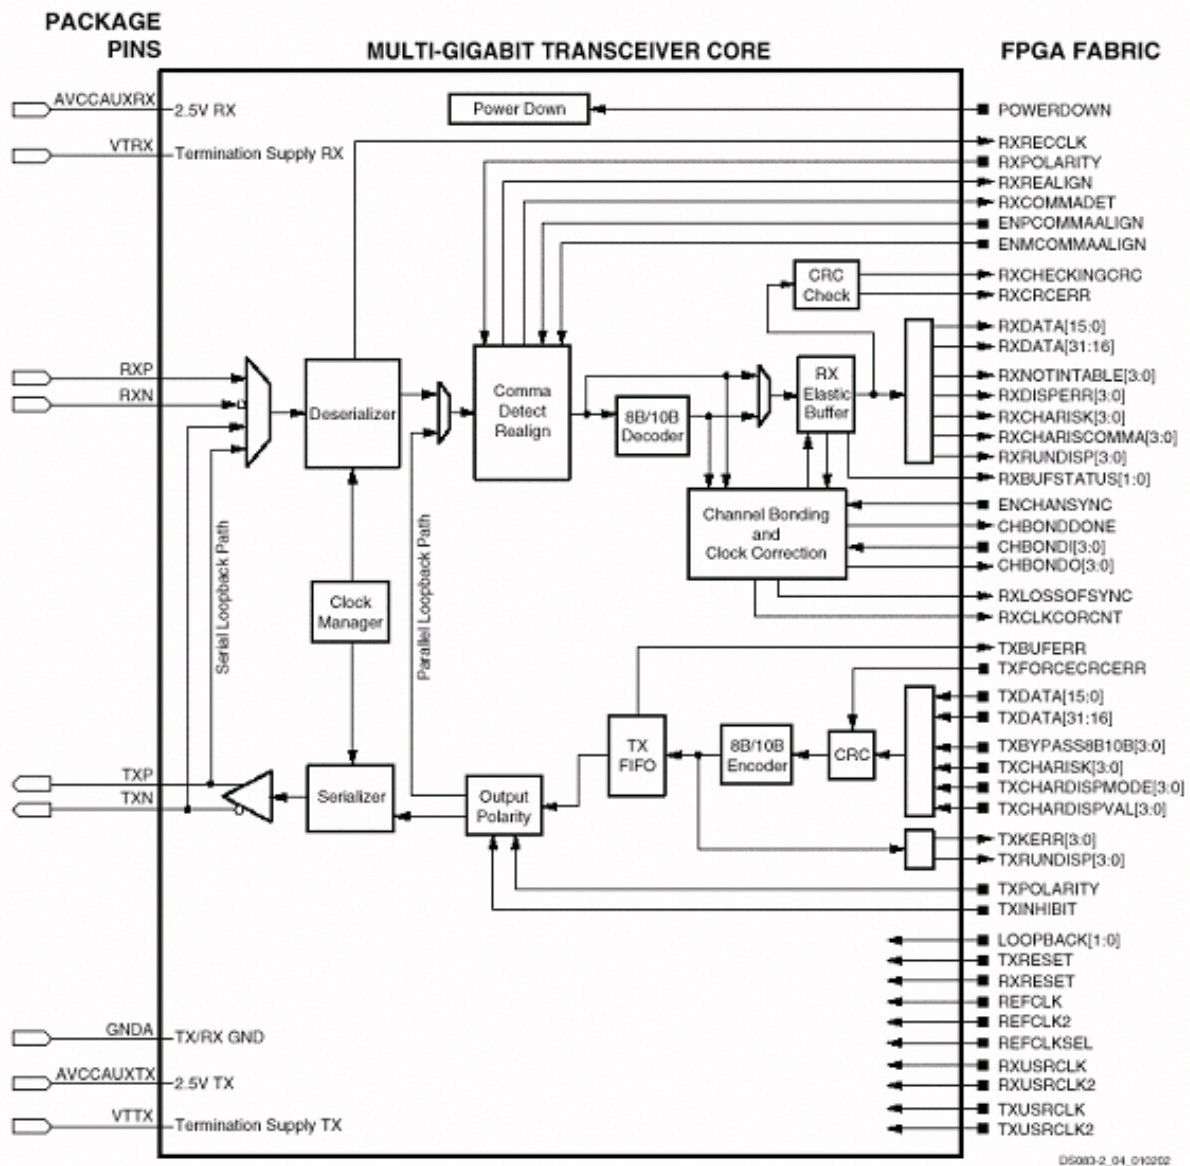 PACKAGE
PINS
MULTI-GIGABIT TRANSCEIVER CORE
FPGA FABRIC
AVCCAUXRX
2.5V RX
Power Down
POWERDOWN
VTRX
Termination Supply RX
RXRECCLK
RXPOLARITY
RXREALIGN
RXCOMMADET
ENPCOMMAALIGN
ENMCOMMAALIGN
CRC
Check
RXCHECKINGCRC
RXCRCERR
RXDATA[15:0]
RXDATA[31:16]
RXP
RXN
Deserializer
Comma
Detect
Realign
8B/10B
Decoder
RX
Elastic
Buffer
RXNOTINTABLE[3:0]
RXDISPERR[3:0]
RXCHARISK[3:0]
RXCHARISCOMMA[3:0]
RXRUNDISP[3:0]
RXBUFSTATUS[1:0]
Channel Bonding
and
Clock Correction
ENCHANSYNC
CHBONDDONE
CHBONDI[3:0]
CHBONDO[3:0]
RXLOSSOFSYNC
RXCLKCORCNT
Serial Loopback Path
Clock
Manager
Parallel Loopback Path
TXBUFERR
TXFORCECRCERR
TXDATA[15:0]
TXDATA[31:16]
TX
FIFO
8B/10B
Encoder
CRC
TXBYPASS8B10B[3:0]
TXCHARISK[3:0]
TXCHARDISPMODE[3:0]
TXCHARDISPVAL[3:0]
TXP
TXN
Serializer
Output
Polarity
TXKERR[3:0]
TXRUNDISP[3:0]
TXPOLARITY
TXINHIBIT
LOOPBACK[1:0]
TXRESET
RXRESET
REFCLK
REFCLK2
REFCLKSEL
RXUSRCLK
RXUSRCLK2
TXUSRCLK
TXUSRCLK2
GNDA
TX/RX GND
AVCCAUXTX
2.5V TX
VTTX
Termination Supply TX
DS083-2_04_010202